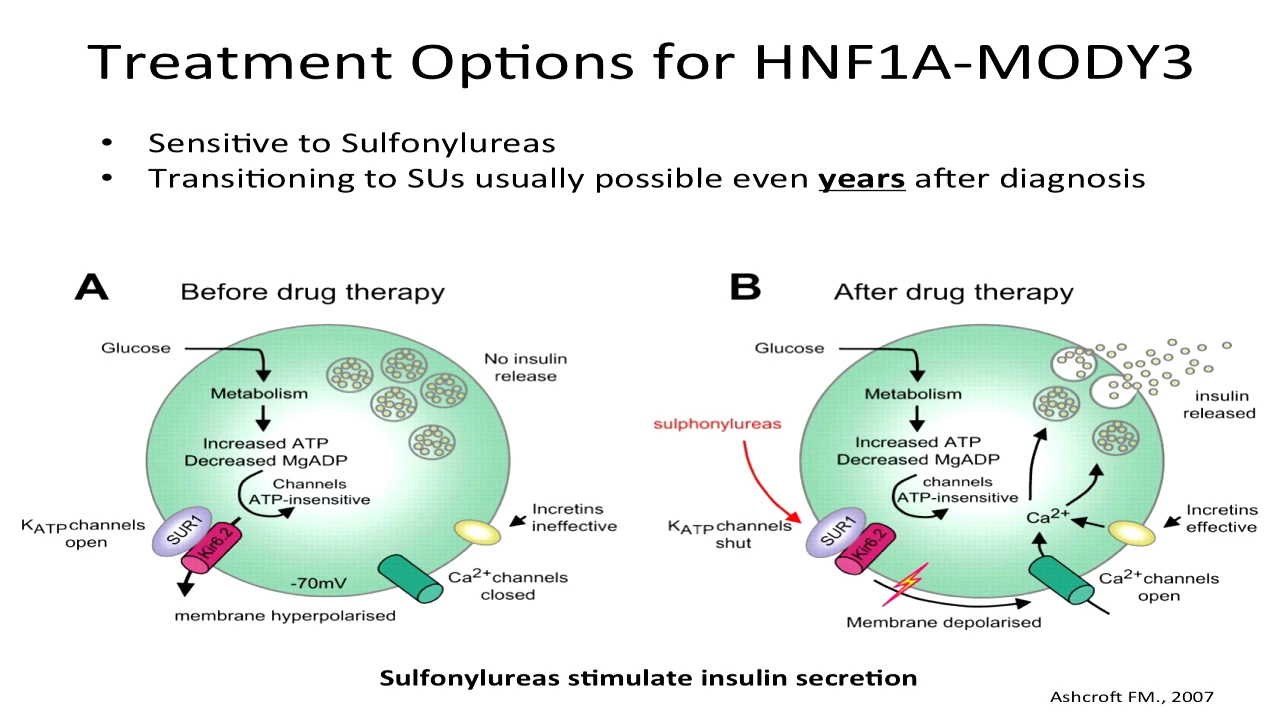 Treatment Options for HNF1A-MODY3
• Sensitive to Sulfonylureas
• Transitioning to SUs usually possible even years after diagnosis
A
Before drug therapy
Glucose
No insulin
release
Metabolism
Increased ATP
Decreased MgADP
Channels
ATP-insensitive
KATP channels
open
SUR1
Kir6.2
Incretins
ineffective
-70mV
Ca2+ channels
closed
membrane hyperpolarised
B
After drug therapy
Glucose
insulin
released
Metabolism
sulphonylureas
Increased ATP
Decreased MgADP
channels
ATP-insensitive
Ca2+
KATP channels
shut
SUR1
Kir6.2
Incretins
effective
Ca2+ channels
open
Membrane depolarised
Sulfonylureas stimulate insulin secretion
Ashcroft FM., 2007